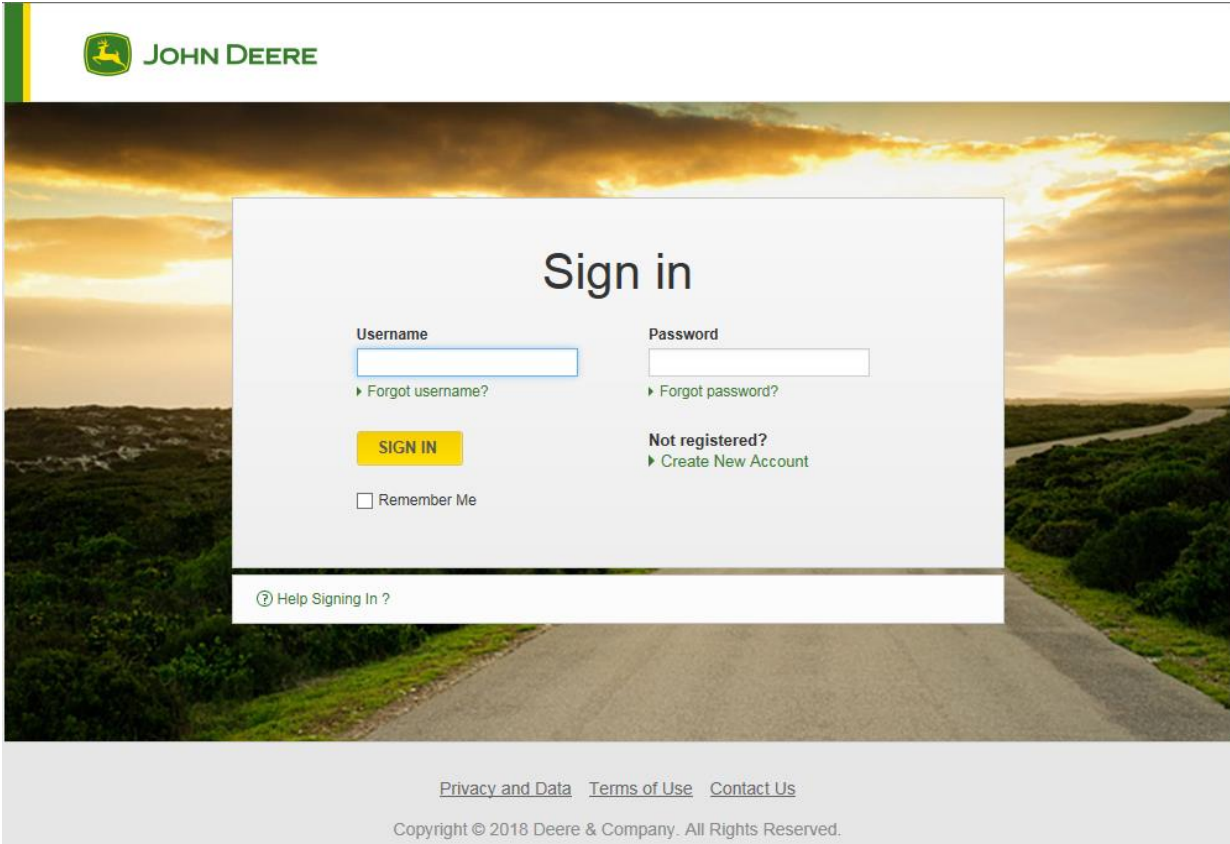 JOHN DEERE
Sign in
Username
Password
Forgot username?
Forgot password?
SIGN IN
Not registered?
Create New Account
Remember Me
? Help Signing In ?
Privacy and Data Terms of Use Contact Us
Copyright © 2018 Deere & Company. All Rights Reserved.